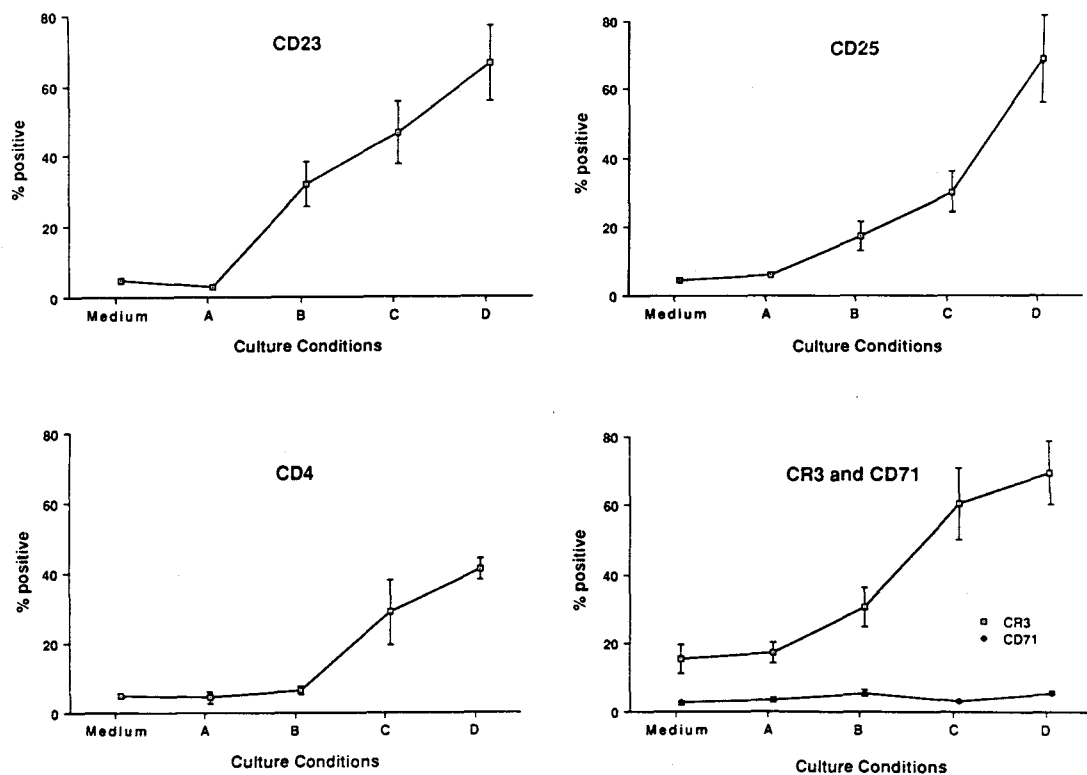 CD23
% positive
80
60
40
20
0
Medium A B C D
Culture Conditions
CD25
% positive
80
60
40
20
0
Medium A B C D
Culture Conditions
CD4
% positive
80
60
40
20
0
Medium A B C D
Culture Conditions
CR3 and CD71
% positive
80
60
40
20
0
CR3
CD71
Medium A B C D
Culture Conditions